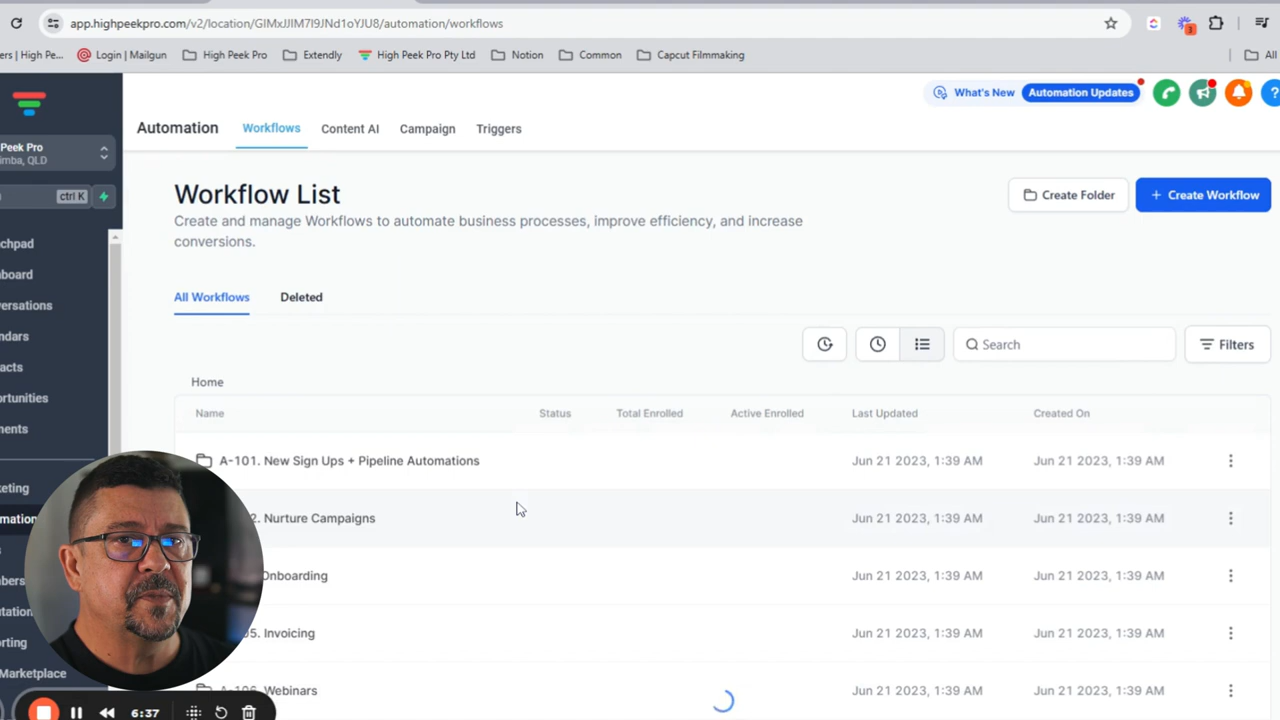 app.highpeekpro.com/v2/location/GIMxJJIM7I9JNd1oYJU8/automation/workflows
3
ers | High Pe...
Login | Mailgun
High Peek Pro
Extendly
High Peek Pro Pty Ltd
Notion
Common
Capcut Filmmaking
All
What's New
Automation Updates
?
Peek Pro
imba, QLD
ctrl K
chpad
board
versations
ndars
acts
ortunities
ments
eting
mation
s
bers
utation
orting
Marketplace
Automation
Workflows
Content AI
Campaign
Triggers
Workflow List
Create and manage Workflows to automate business processes, improve efficiency, and increase
conversions.
Create Folder
+ Create Workflow
All Workflows
Deleted
Search
Filters
Home
Name
Status
Total Enrolled
Active Enrolled
Last Updated
Created On
A-101. New Sign Ups + Pipeline Automations
Jun 21 2023, 1:39 AM
Jun 21 2023, 1:39 AM
2. Nurture Campaigns
Jun 21 2023, 1:39 AM
Jun 21 2023, 1:39 AM
Onboarding
Jun 21 2023, 1:39 AM
Jun 21 2023, 1:39 AM
05. Invoicing
Jun 21 2023, 1:39 AM
Jun 21 2023, 1:39 AM
A-106. Webinars
Jun 21 2023, 1:39 AM
Jun 21 2023, 1:39 AM
6:37